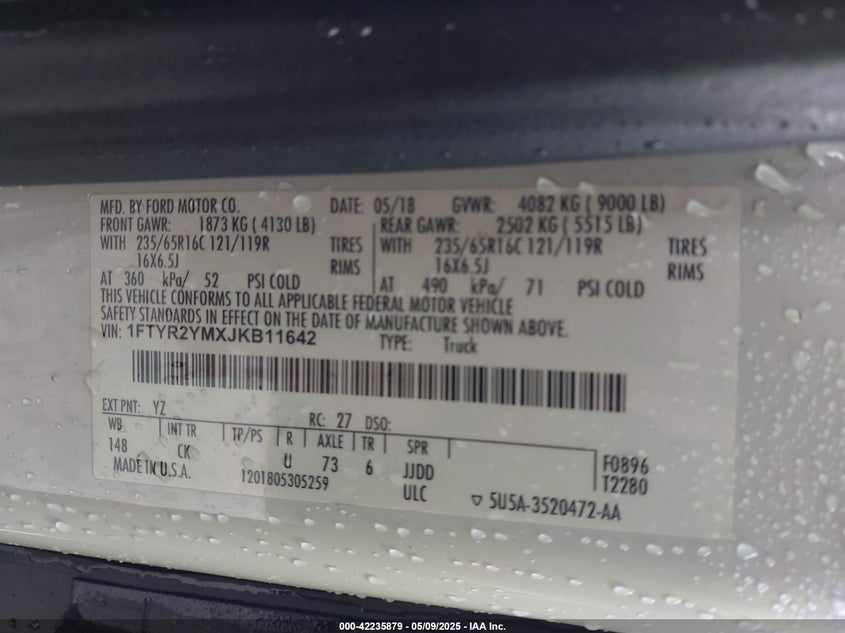 MFD. BY FORD MOTOR CO. DATE: 05/18 GVWR: 4082 KG ( 9000 LB)
FRONT GAWR: 1873 KG ( 4130 LB) REAR GAWR: 2502 KG ( 5515 LB)
WITH 235/65R16C 121/119R TIRES WITH 235/65R16C 121/119R TIRES
16X6.5J RIMS 16X6.5J RIMS
AT 360 kPa/ 52 PSI COLD AT 490 kPa/ 71 PSI COLD
THIS VEHICLE CONFORMS TO ALL APPLICABLE FEDERAL MOTOR VEHICLE
SAFETY STANDARDS IN EFFECT ON THE DATE OF MANUFACTURE SHOWN ABOVE.
VIN: 1FTYR2YMXJKB11642 TYPE: Truck
EXT PNT: YZ RC: 27 DSO:
WB INT TR TP/PS R AXLE TR SPR
148 CK U 73 6 JJDD F0896
MADE IN U.S.A. 1201805305259 ULC T2280
5U5A-3520472-AA
000-42235879 - 05/09/2025 - IAA Inc.